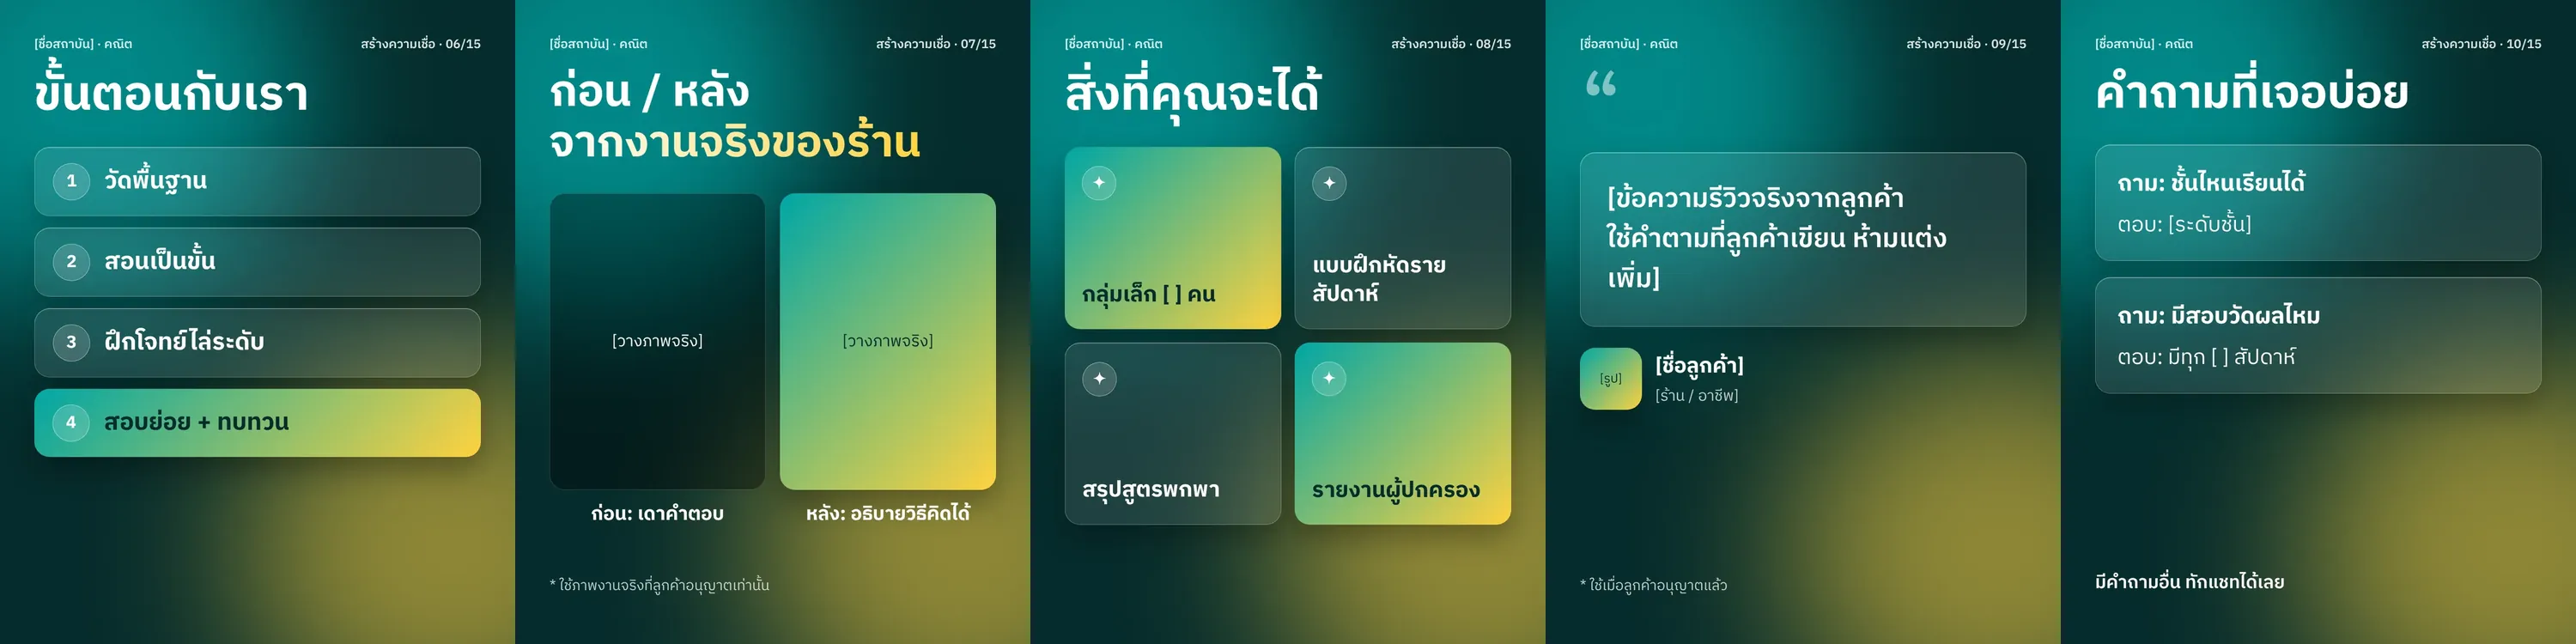 [ชื่อสถาบัน] · คณิต
สร้างความเชื่อ · 06/15
ขั้นตอนกับเรา
1 วัดพื้นฐาน
2 สอนเป็นขั้น
3 ฝึกโจทย์ไล่ระดับ
4 สอบย่อย + ทบทวน
[ชื่อสถาบัน] · คณิต
สร้างความเชื่อ · 07/15
ก่อน / หลัง
จากงานจริงของร้าน
[วางภาพจริง]
[วางภาพจริง]
ก่อน: เดาคำตอบ
หลัง: อธิบายวิธีคิดได้
* ใช้ภาพงานจริงที่ลูกค้าอนุญาตเท่านั้น
[ชื่อสถาบัน] · คณิต
สร้างความเชื่อ · 08/15
สิ่งที่คุณจะได้
กลุ่มเล็ก [ ] คน
แบบฝึกหัดราย
สัปดาห์
สรุปสูตรพกพา
รายงานผู้ปกครอง
[ชื่อสถาบัน] · คณิต
สร้างความเชื่อ · 09/15
“
[ข้อความรีวิวจริงจากลูกค้า
ใช้คำตามที่ลูกค้าเขียน ห้ามแต่ง
เพิ่ม]
[รูป]
[ชื่อลูกค้า]
[ร้าน / อาชีพ]
* ใช้เมื่อลูกค้าอนุญาตแล้ว
[ชื่อสถาบัน] · คณิต
สร้างความเชื่อ · 10/15
คำถามที่เจอบ่อย
ถาม: ชั้นไหนเรียนได้
ตอบ: [ระดับชั้น]
ถาม: มีสอบวัดผลไหม
ตอบ: มีทุก [ ] สัปดาห์
มีคำถามอื่น ทักแชทได้เลย